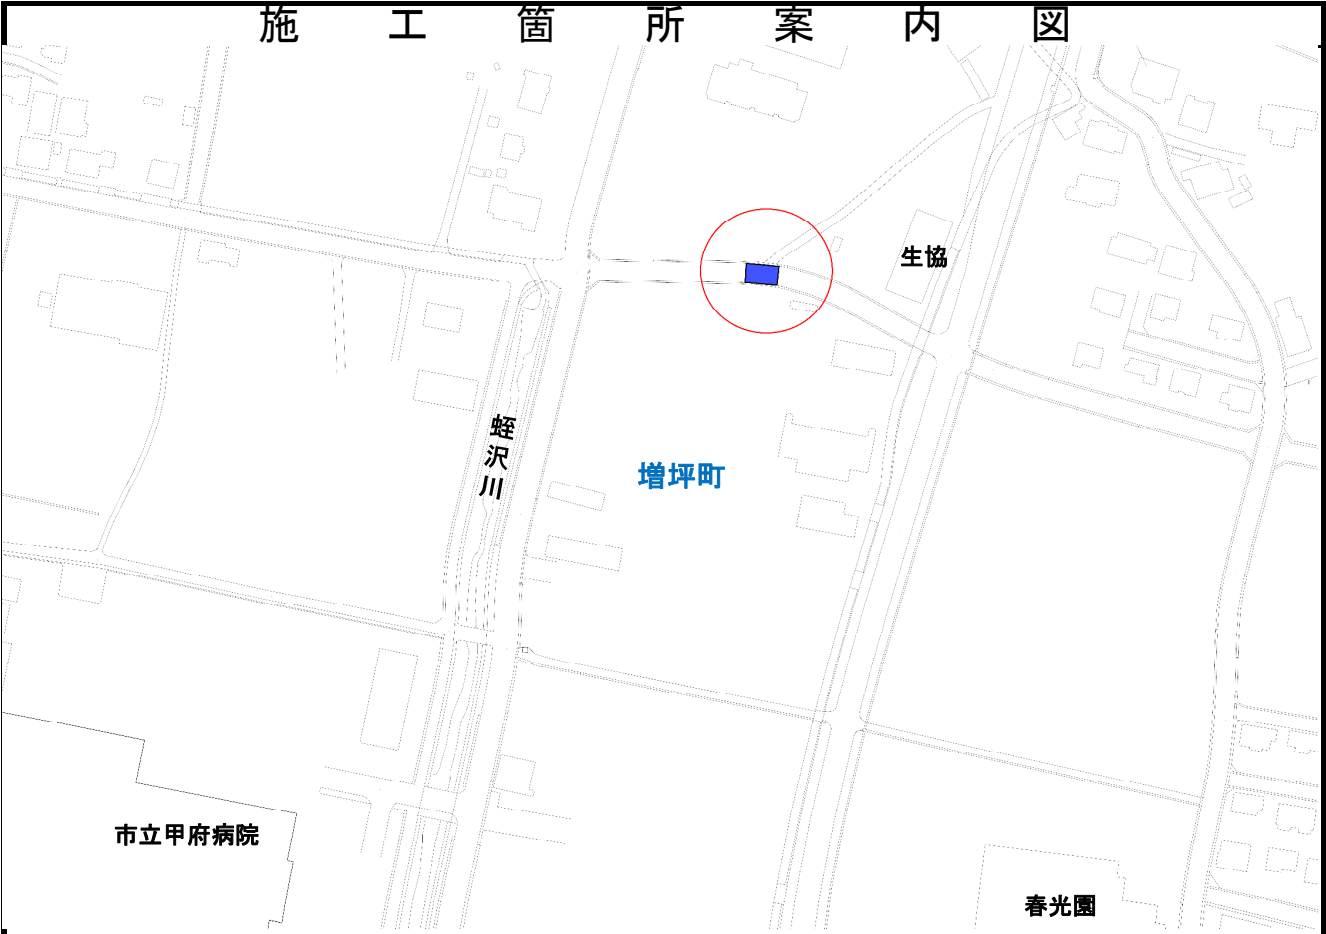 施工箇所案内図
生協
蛭沢川
増坪町
市立甲府病院
春光園